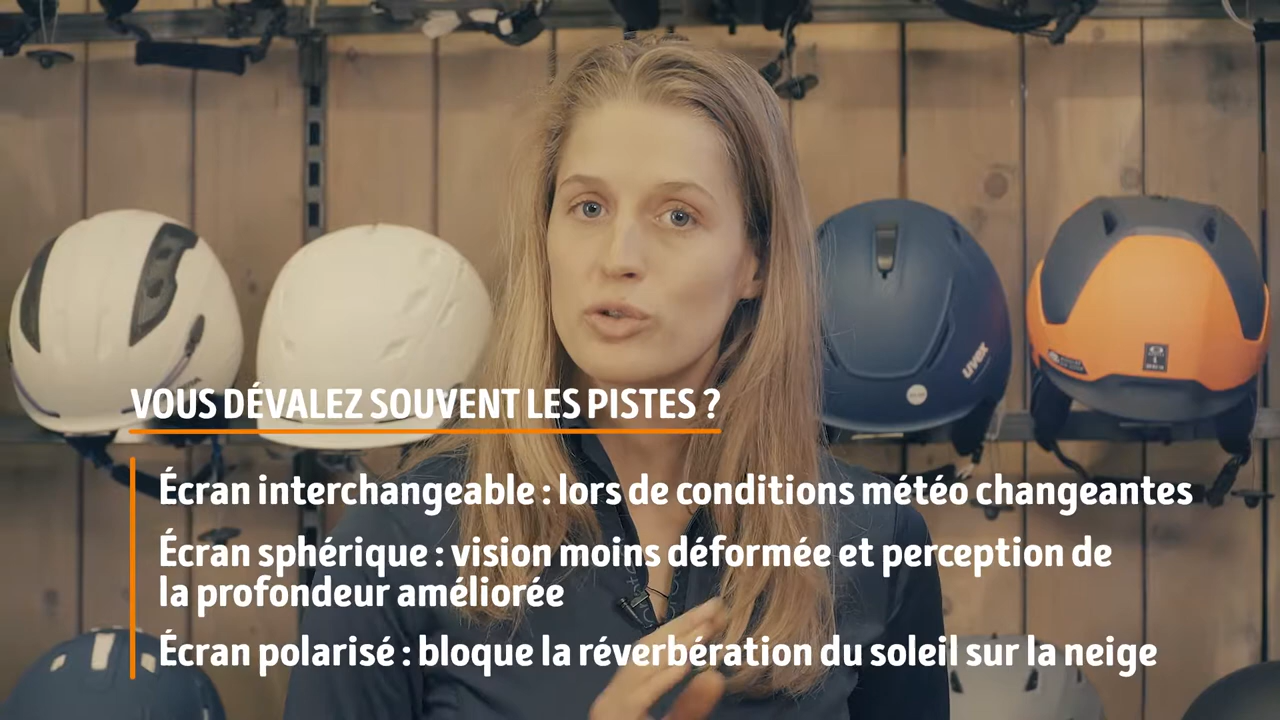 VOUS DÉVALEZ SOUVENT LES PISTES ?
Écran interchangeable : lors de conditions météo changeantes
Écran sphérique : vision moins déformée et perception de
la profondeur améliorée
Écran polarisé : bloque la réverbération du soleil sur la neige
uvex